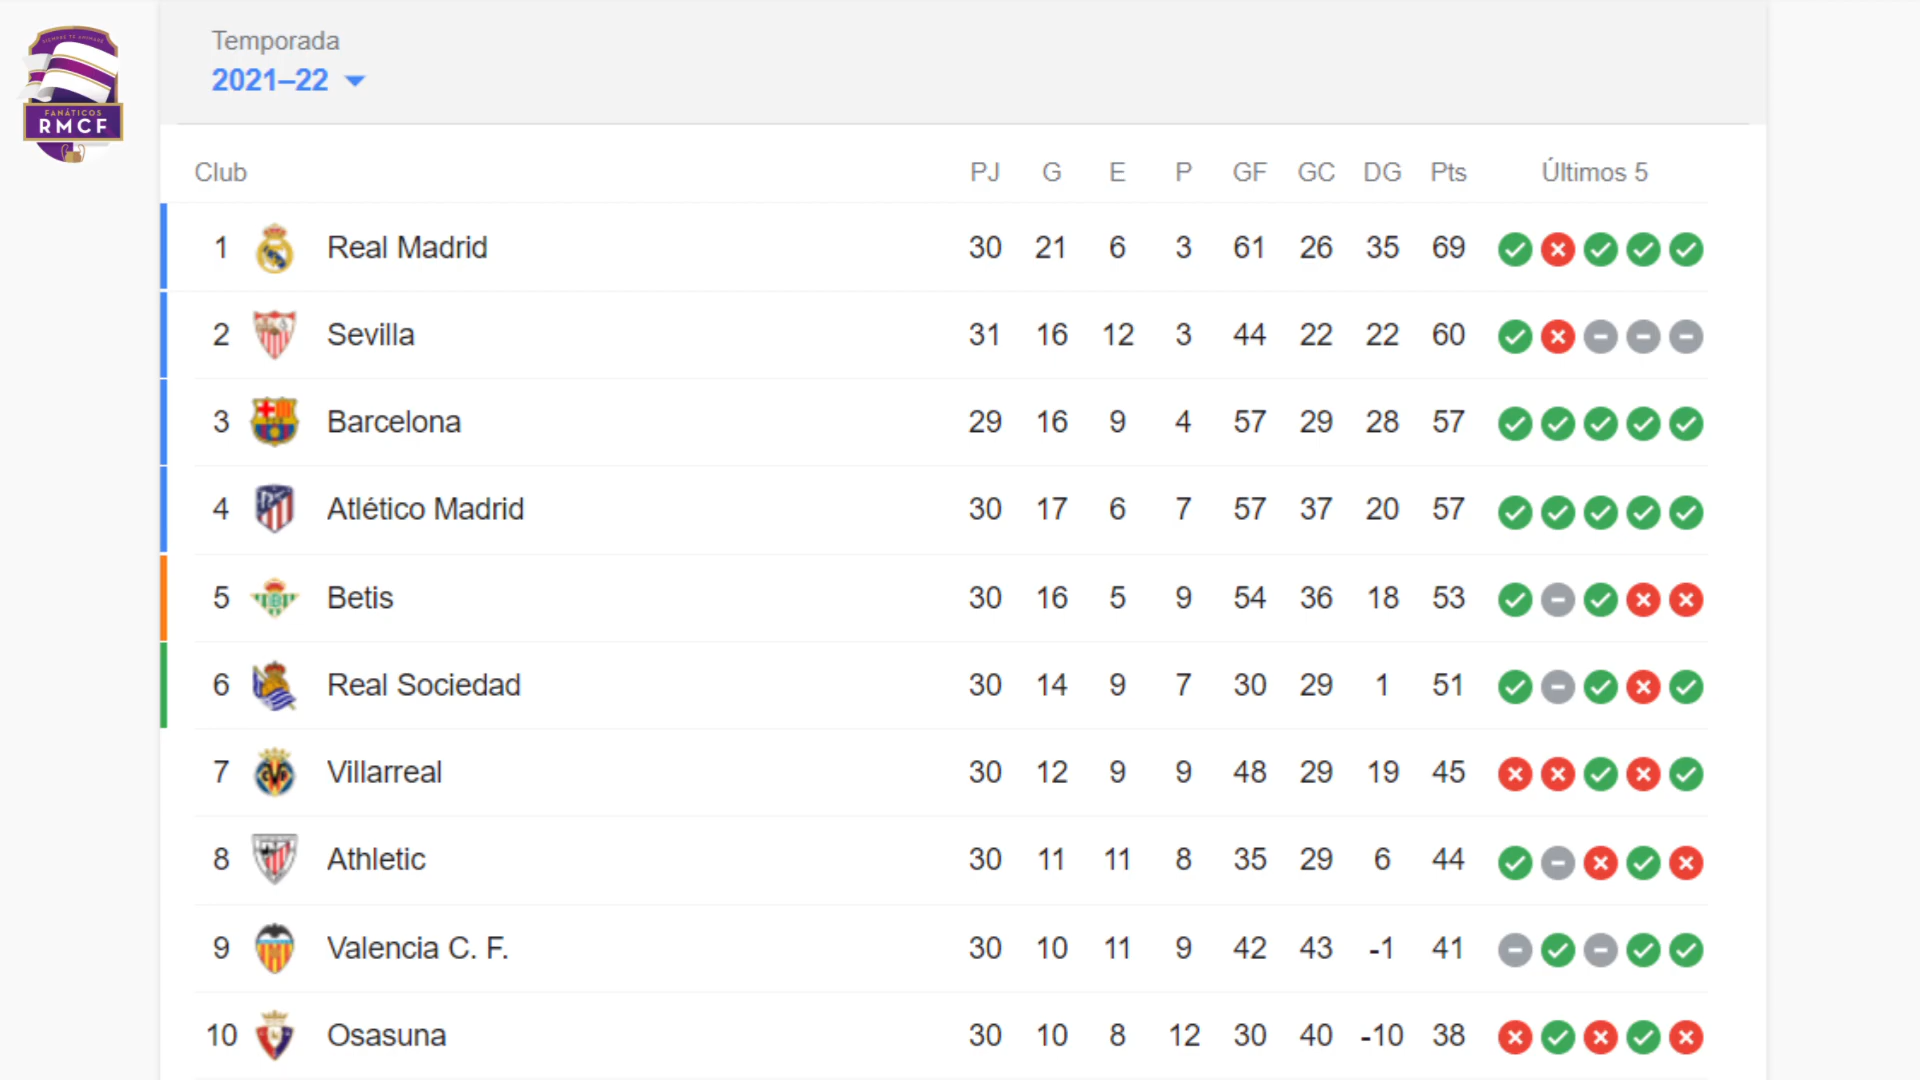 FANÁTICOS
RMCF
Temporada
2021–22
Club PJ G E P GF GC DG Pts Últimos 5
1 Real Madrid 30 21 6 3 61 26 35 69
2 Sevilla 31 16 12 3 44 22 22 60
3 Barcelona 29 16 9 4 57 29 28 57
4 Atlético Madrid 30 17 6 7 57 37 20 57
5 Betis 30 16 5 9 54 36 18 53
6 Real Sociedad 30 14 9 7 30 29 1 51
7 Villarreal 30 12 9 9 48 29 19 45
8 Athletic 30 11 11 8 35 29 6 44
9 Valencia C. F. 30 10 11 9 42 43 -1 41
10 Osasuna 30 10 8 12 30 40 -10 38